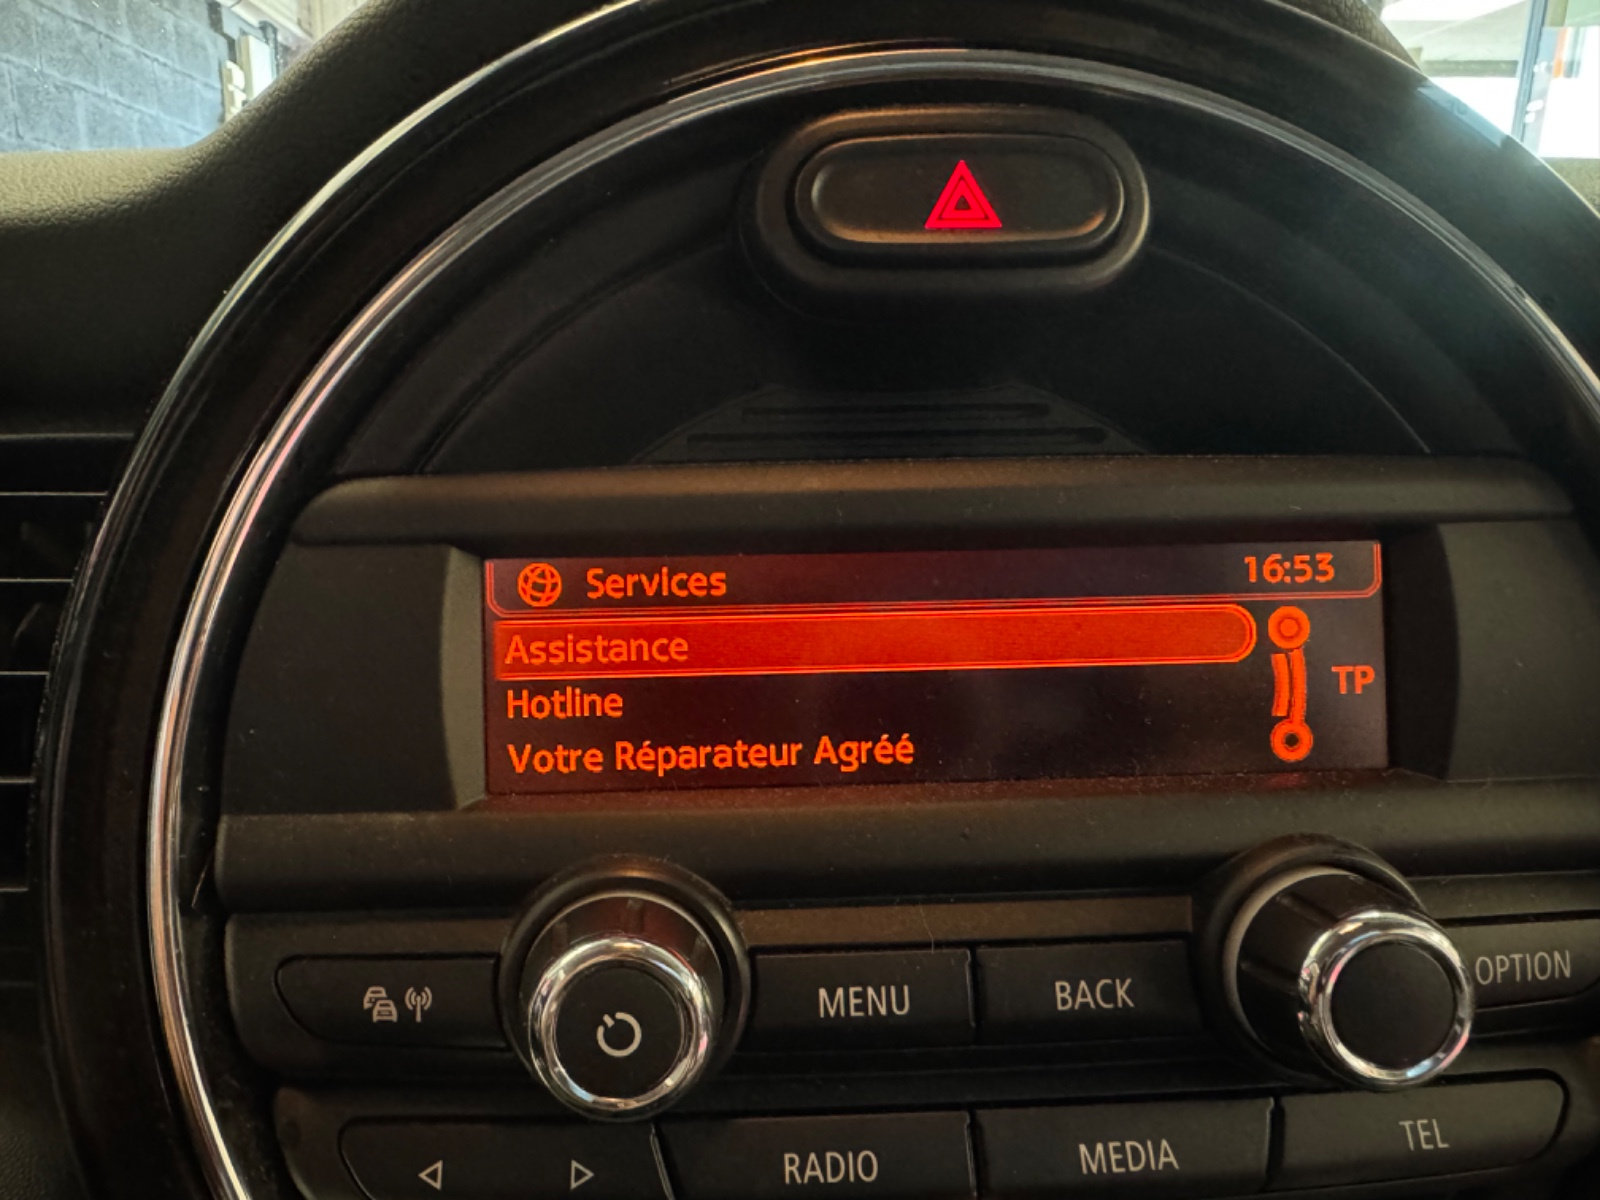 Services 16:53
Assistance
Hotline
TP
Votre Réparateur Agréé
MENU BACK OPTION
RADIO MEDIA TEL